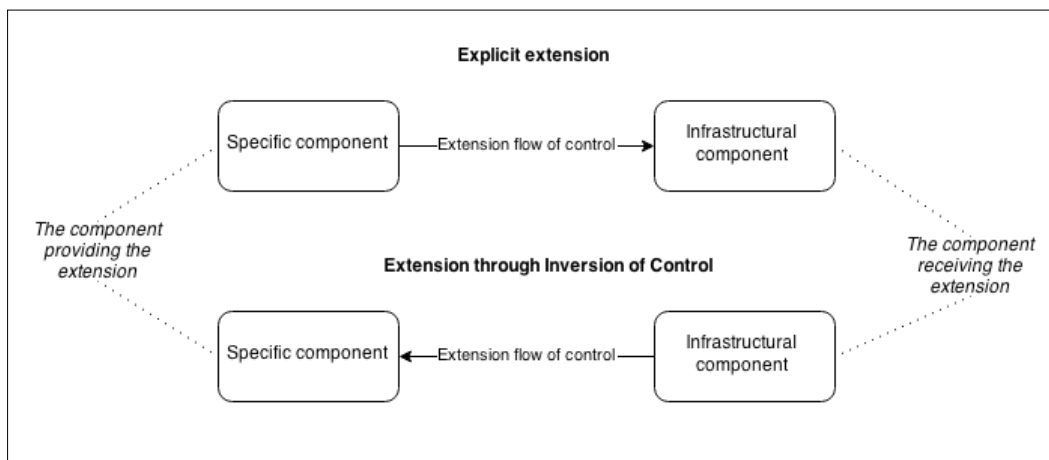 Explicit extension
Specific component
Extension flow of control
Infrastructural
component
The component
providing the
extension
The component
receiving the
extension
Extension through Inversion of Control
Specific component
Extension flow of control
Infrastructural
component